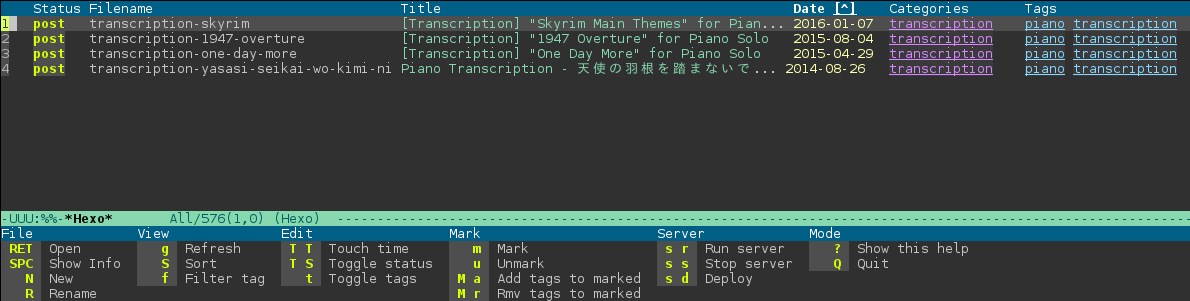 Status Filename Title Date [^] Categories Tags
1 post transcription-skyrim [Transcription] "Skyrim Main Themes" for Pian... 2016-01-07 transcription piano transcription
2 post transcription-1947-overture [Transcription] "1947 Overture" for Piano Solo 2015-08-04 transcription piano transcription
3 post transcription-one-day-more [Transcription] "One Day More" for Piano Solo 2015-04-29 transcription piano transcription
4 post transcription-yasasi-seikai-wo-kimi-ni Piano Transcription - 天使の羽根を踏まないで... 2014-08-26 transcription piano transcription
-UUU:%%-*Hexo* All/576(1,0) (Hexo) ----------------------------------------
File View Edit Mark Server Mode
RET Open g Refresh T T Touch time m Mark s r Run server ? Show this help
SPC Show Info S Sort T S Toggle status u Unmark s s Stop server Q Quit
N New f Filter tag t Toggle tags M a Add tags to marked s d Deploy
R Rename M r Rmv tags to marked